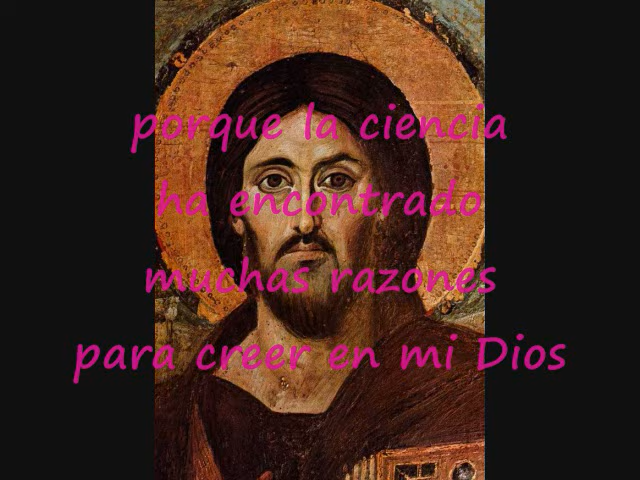 porque la ciencia
ha encontrado
muchas razones
para creer en mi Dios